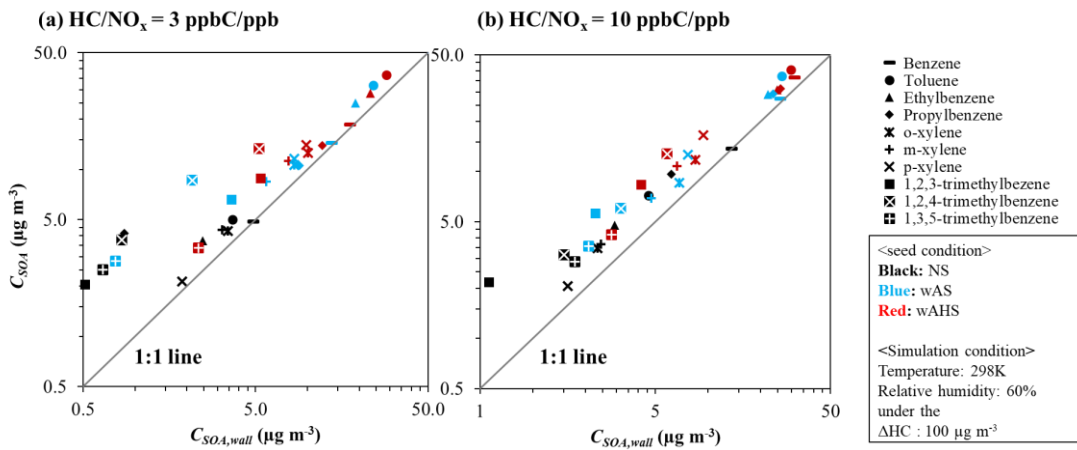 (a) HC/NOx = 3 ppbC/ppb
(b) HC/NOx = 10 ppbC/ppb
50.0
5.0
0.5
CSOA (µg m-3)
1:1 line
0.5
5.0
50.0
CSOA,wall (µg m-3)
50.0
5.0
0.5
1:1 line
1
5
50
CSOA,wall (µg m-3)
Benzene
Toluene
Ethylbenzene
Propylbenzene
o-xylene
m-xylene
p-xylene
1,2,3-trimethylbezene
1,2,4-trimethylbenzene
1,3,5-trimethylbenzene
<seed condition>
Black: NS
Blue: wAS
Red: wAHS
<Simulation condition>
Temperature: 298K
Relative humidity: 60%
under the
ΔHC : 100 µg m-3